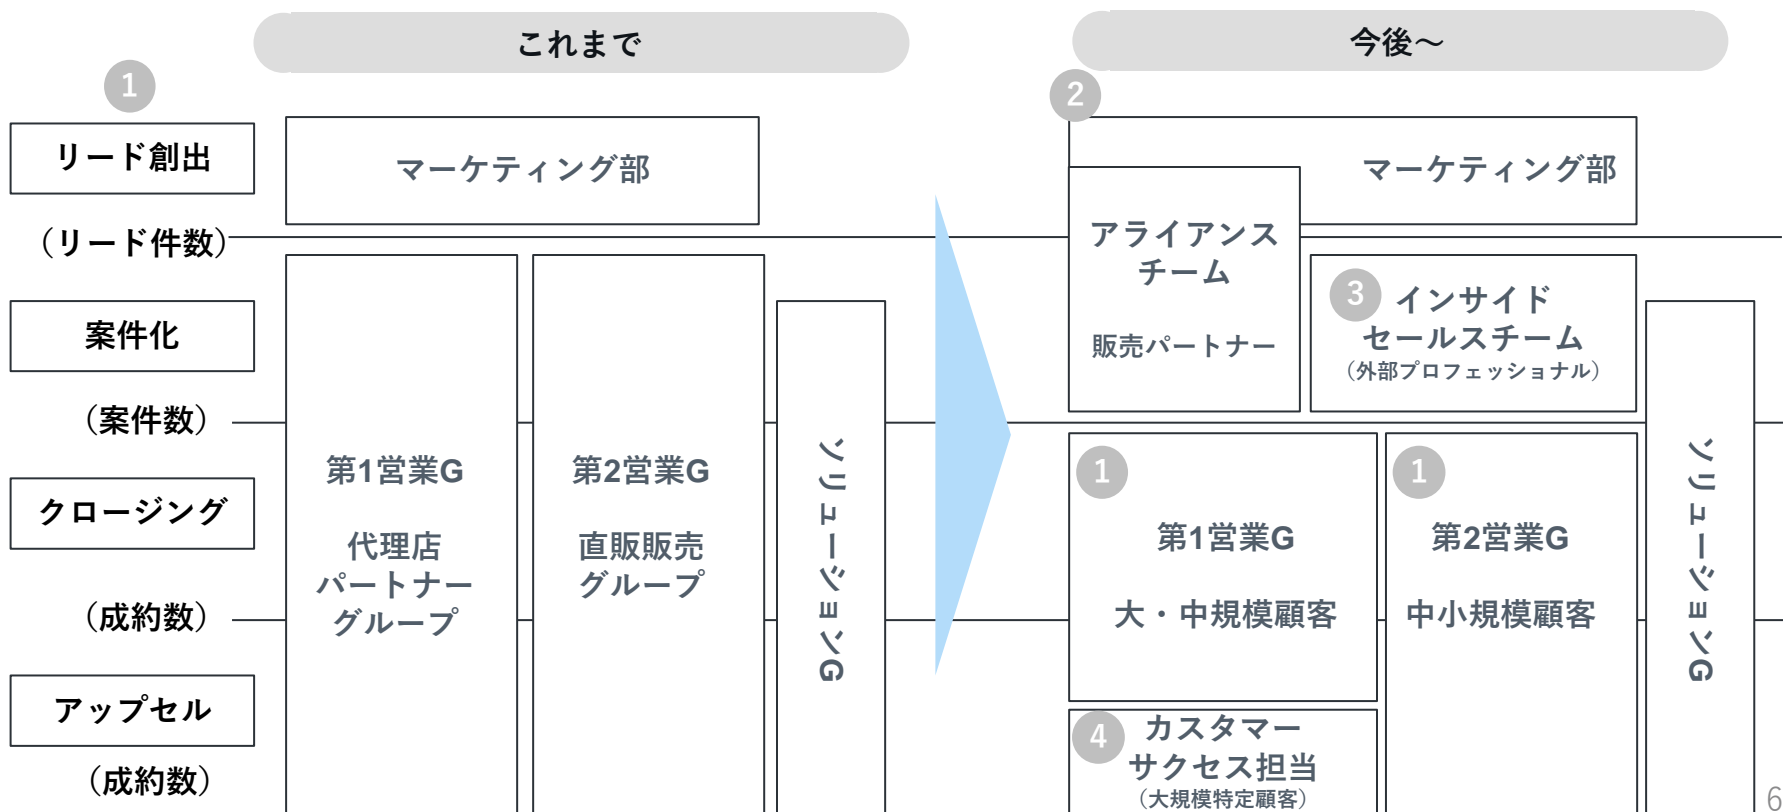 これまで
今後～
1
リード創出
（リード件数）
案件化
（案件数）
クロージング
（成約数）
アップセル
（成約数）
マーケティング部
第1営業G
代理店
パートナー
グループ
第2営業G
直販販売
グループ
ソリューションG
2
マーケティング部
アライアンス
チーム
販売パートナー
3
インサイド
セールスチーム
（外部プロフェッショナル）
1
第1営業G
大・中規模顧客
1
第2営業G
中小規模顧客
4
カスタマー
サクセス担当
（大規模特定顧客）
ソリューションG
6